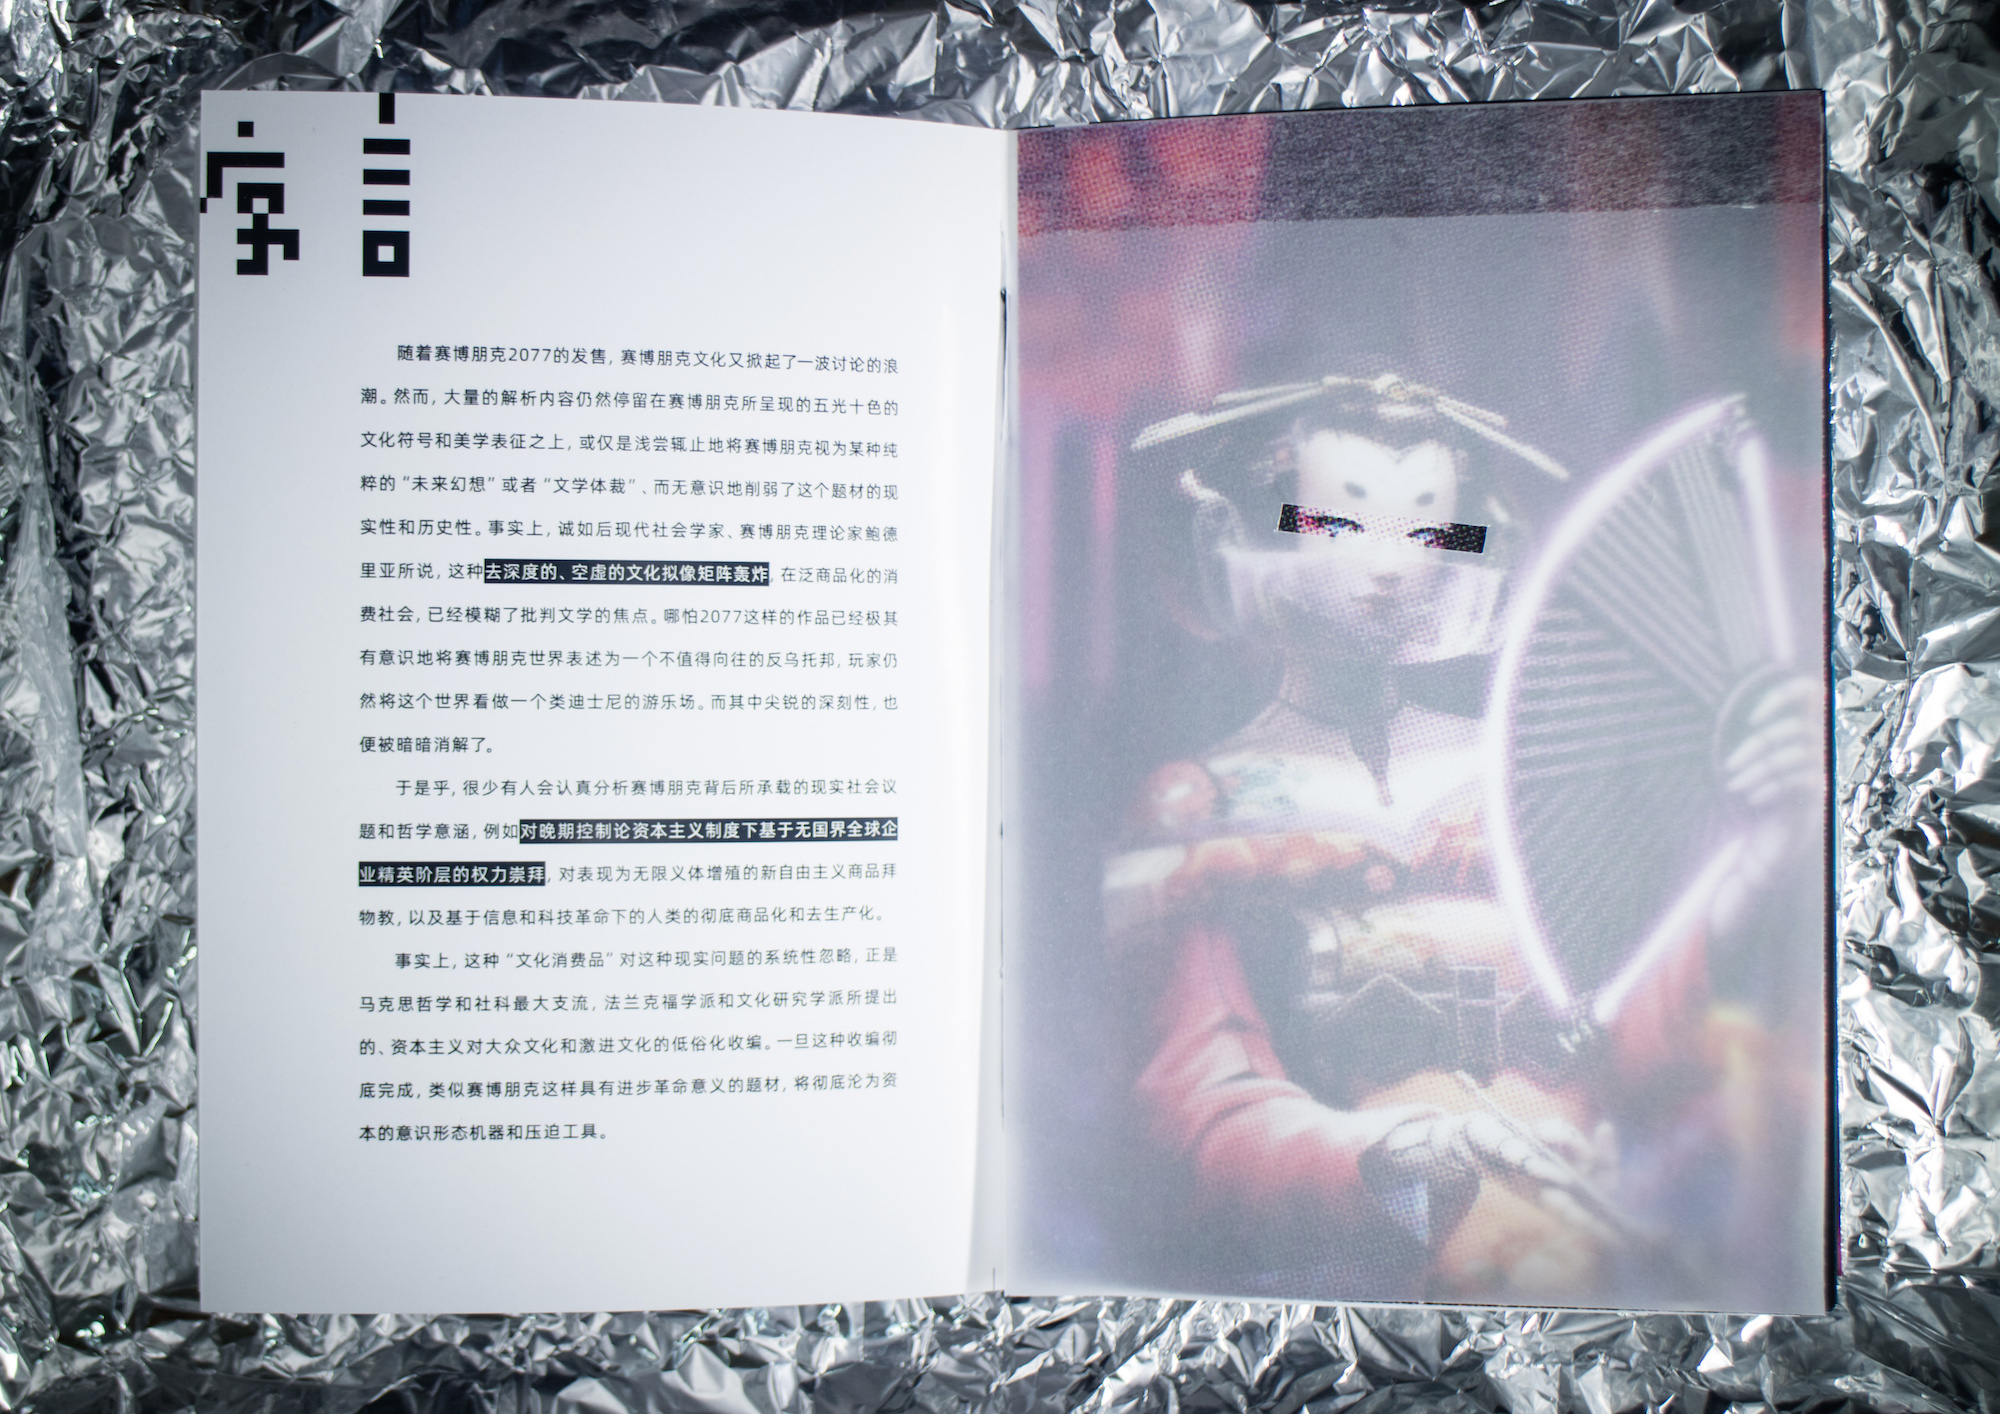 序言
随着赛博朋克2077的发售，赛博朋克文化又掀起了一波讨论的浪
潮。然而，大量的解析内容仍然停留在赛博朋克所呈现的五光十色的
文化符号和美学表征之上，或仅是浅尝辄止地将赛博朋克视为某种纯
粹的“未来幻想”或者“文学体裁”、而无意识地削弱了这个题材的现
实性和历史性。事实上，诚如后现代社会学家、赛博朋克理论家鲍德
里亚所说，这种去深度的、空虚的文化拟像矩阵轰炸，在泛商品化的消
费社会，已经模糊了批判文学的焦点。哪怕2077这样的作品已经极其
有意识地将赛博朋克世界表述为一个不值得向往的反乌托邦，玩家仍
然将这个世界看做一个类迪士尼的游乐场。而其中尖锐的深刻性，也
便被暗暗消解了。
于是乎，很少有人会认真分析赛博朋克背后所承载的现实社会议
题和哲学意涵，例如对晚期控制论资本主义制度下基于无国界全球企
业精英阶层的权力崇拜，对表现为无限义体增殖的新自由主义商品拜
物教，以及基于信息和科技革命下的人类的彻底商品化和去生产化。
事实上，这种“文化消费品”对这种现实问题的系统性忽略，正是
马克思哲学和社科最大支流，法兰克福学派和文化研究学派所提出
的、资本主义对大众文化和激进文化的低俗化收编。一旦这种收编彻
底完成，类似赛博朋克这样具有进步革命意义的题材，将彻底沦为资
本的意识形态机器和压迫工具。